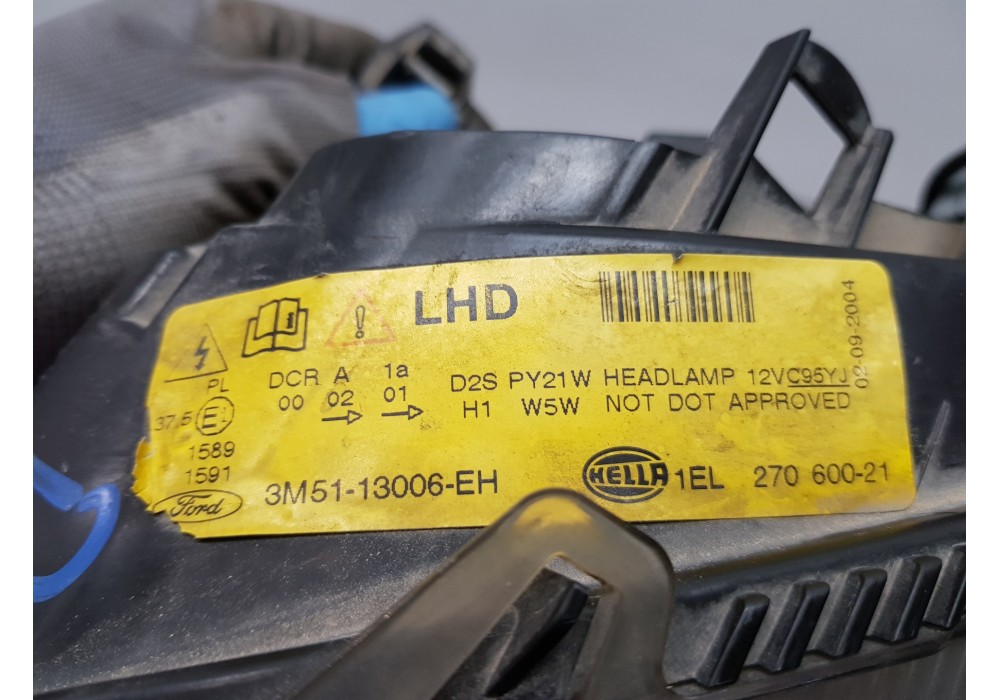 LHD
02-09-2004
PL
DCR A 1a
D2S PY21W HEADLAMP 12V C95YJ
37,5 E1
00 02 01
H1 W5W NOT DOT APPROVED
1589
1591
Ford
3M51-13006-EH
HELLA 1EL 270 600-21